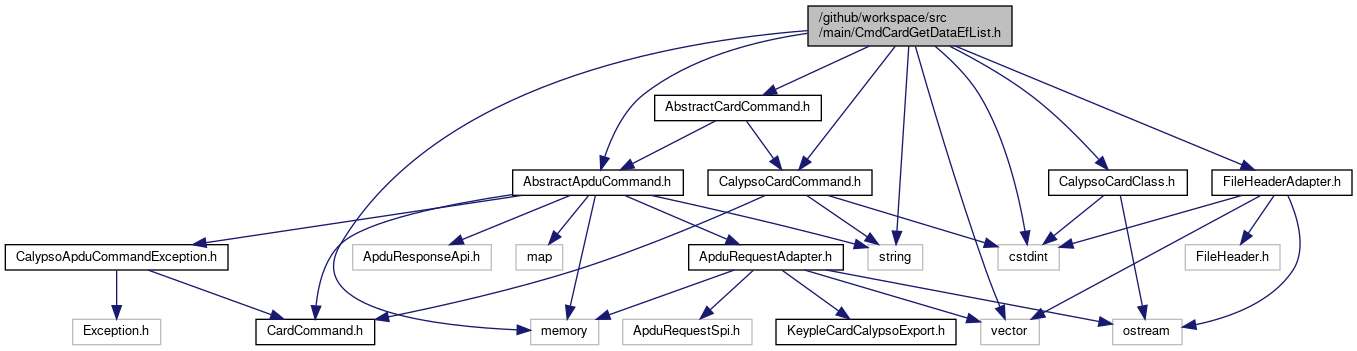 /github/workspace/src
/main/CmdCardGetDataEfList.h
AbstractCardCommand.h
AbstractApduCommand.h
CalypsoCardCommand.h
CalypsoCardClass.h
FileHeaderAdapter.h
CalypsoApduCommandException.h
ApduResponseApi.h
map
ApduRequestAdapter.h
string
cstdint
FileHeader.h
Exception.h
CardCommand.h
memory
ApduRequestSpi.h
KeypleCardCalypsoExport.h
vector
ostream